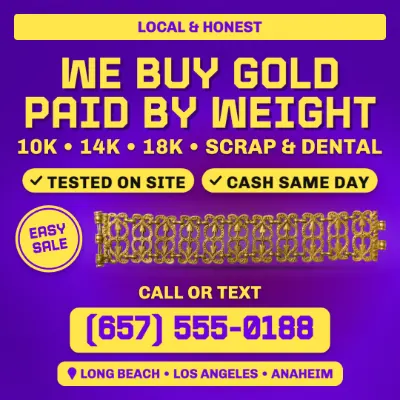 LOCAL & HONEST
WE BUY GOLD
PAID BY WEIGHT
10K • 14K • 18K • SCRAP & DENTAL
✓ TESTED ON SITE ✓ CASH SAME DAY
EASY
SALE
CALL OR TEXT
(657) 555-0188
LONG BEACH • LOS ANGELES • ANAHEIM